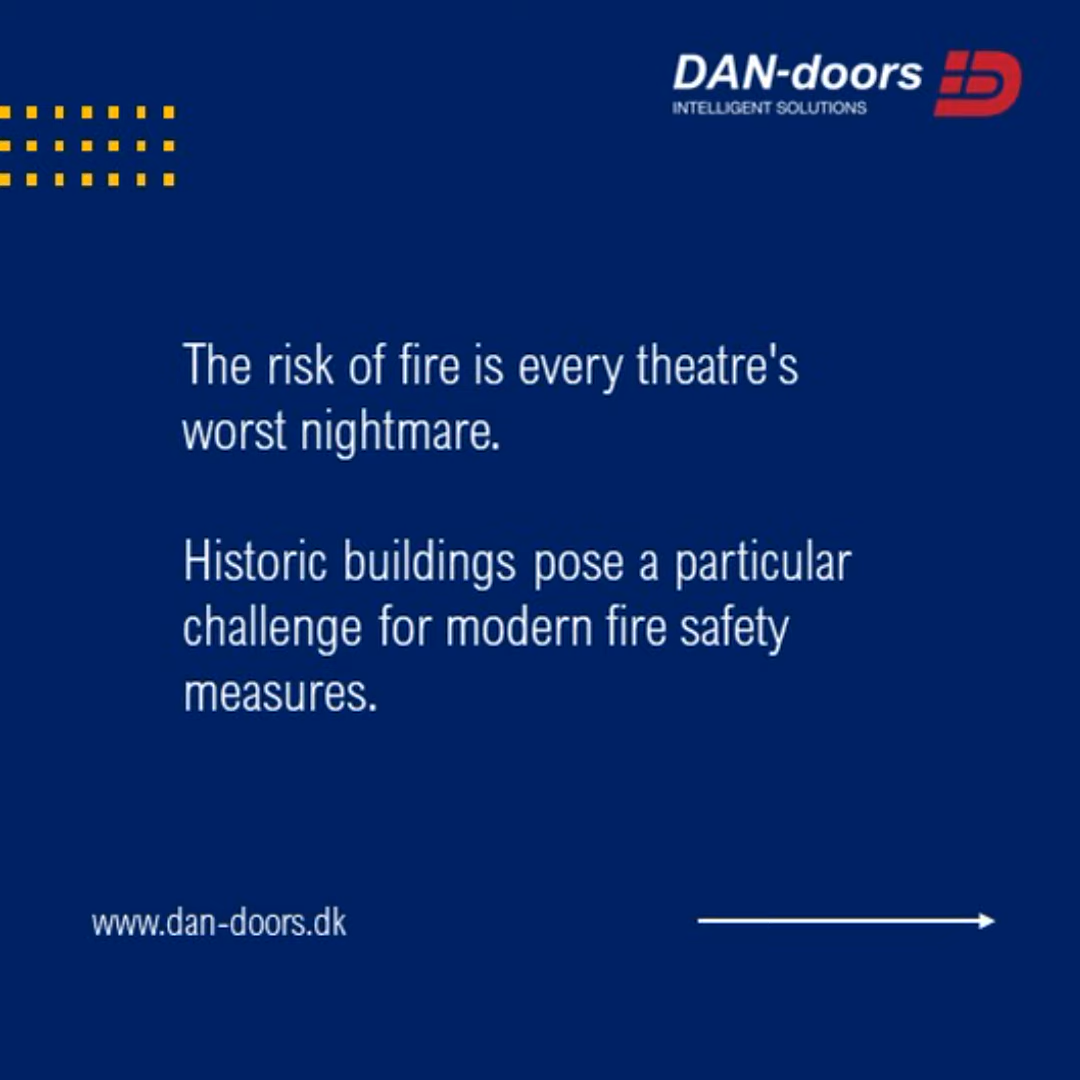 DAN-doors
INTELLIGENT SOLUTIONS
The risk of fire is every theatre's
worst nightmare.
Historic buildings pose a particular
challenge for modern fire safety
measures.
www.dan-doors.dk